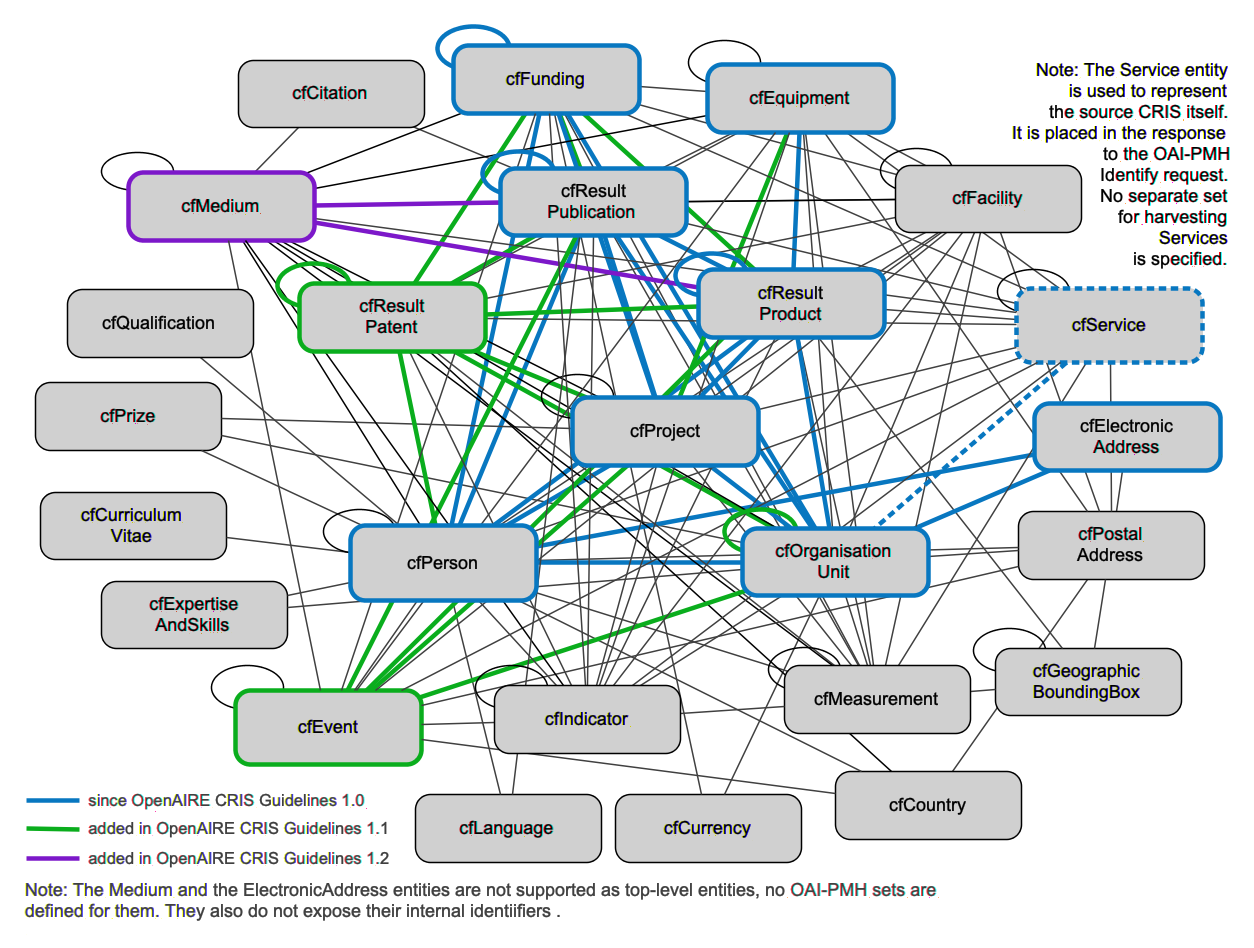 cfFunding
cfEquipment
cfCitation
Note: The Service entity
is used to represent
the source CRIS itself.
It is placed in the response
to the OAI-PMH
Identify request.
No separate set
for harvesting
Services
is specified.
cfMedium
cfResult
Publication
cfFacility
cfQualification
cfResult
Patent
cfResult
Product
cfService
cfPrize
cfProject
cfElectronic
Address
cfCurriculum
Vitae
cfPerson
cfOrganisation
Unit
cfPostal
Address
cfExpertise
AndSkills
cfEvent
cfIndicator
cfMeasurement
cfGeographic
BoundingBox
cfLanguage
cfCurrency
cfCountry
since OpenAIRE CRIS Guidelines 1.0
added in OpenAIRE CRIS Guidelines 1.1
added in OpenAIRE CRIS Guidelines 1.2
Note: The Medium and the ElectronicAddress entities are not supported as top-level entities, no OAI-PMH sets are
defined for them. They also do not expose their internal identiifiers .